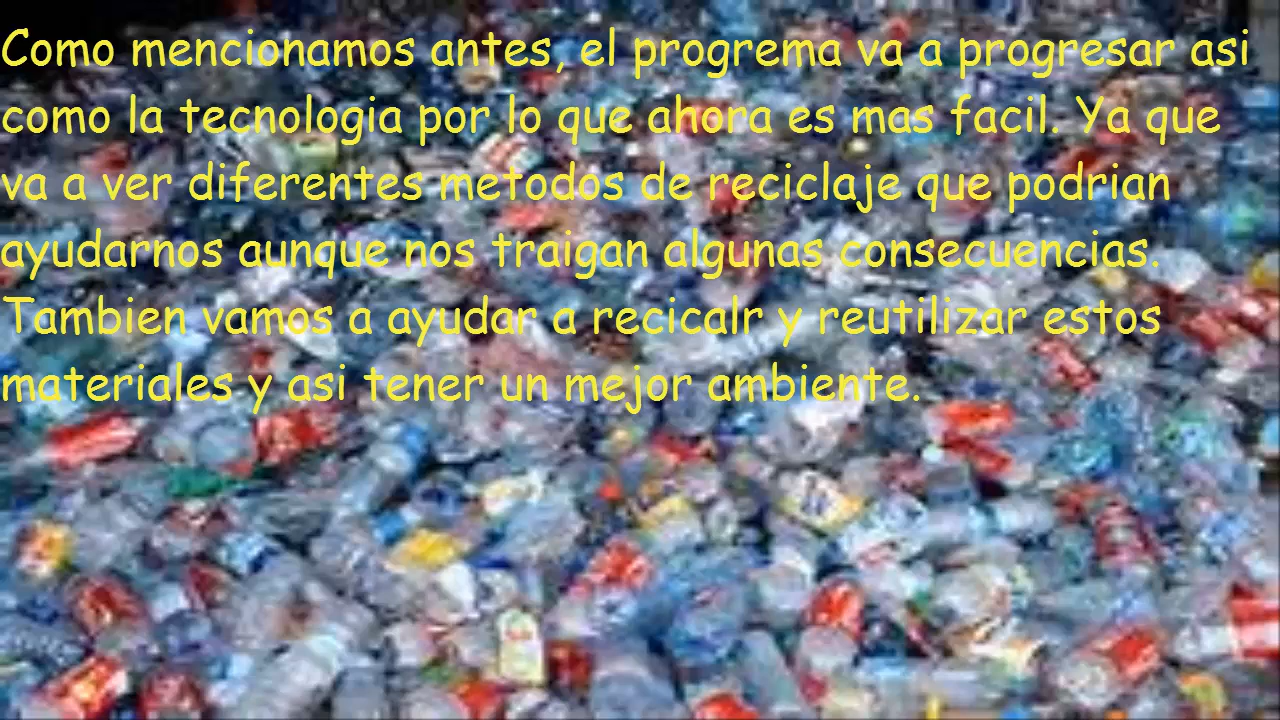 Como mencionamos antes, el progrema va a progresar asi
como la tecnologia por lo que ahora es mas facil. Ya que
va a ver diferentes metodos de reciclaje que podrian
ayudarnos aunque nos traigan algunas consecuencias.
Tambien vamos a ayudar a recicalr y reutilizar estos
materiales y asi tener un mejor ambiente.